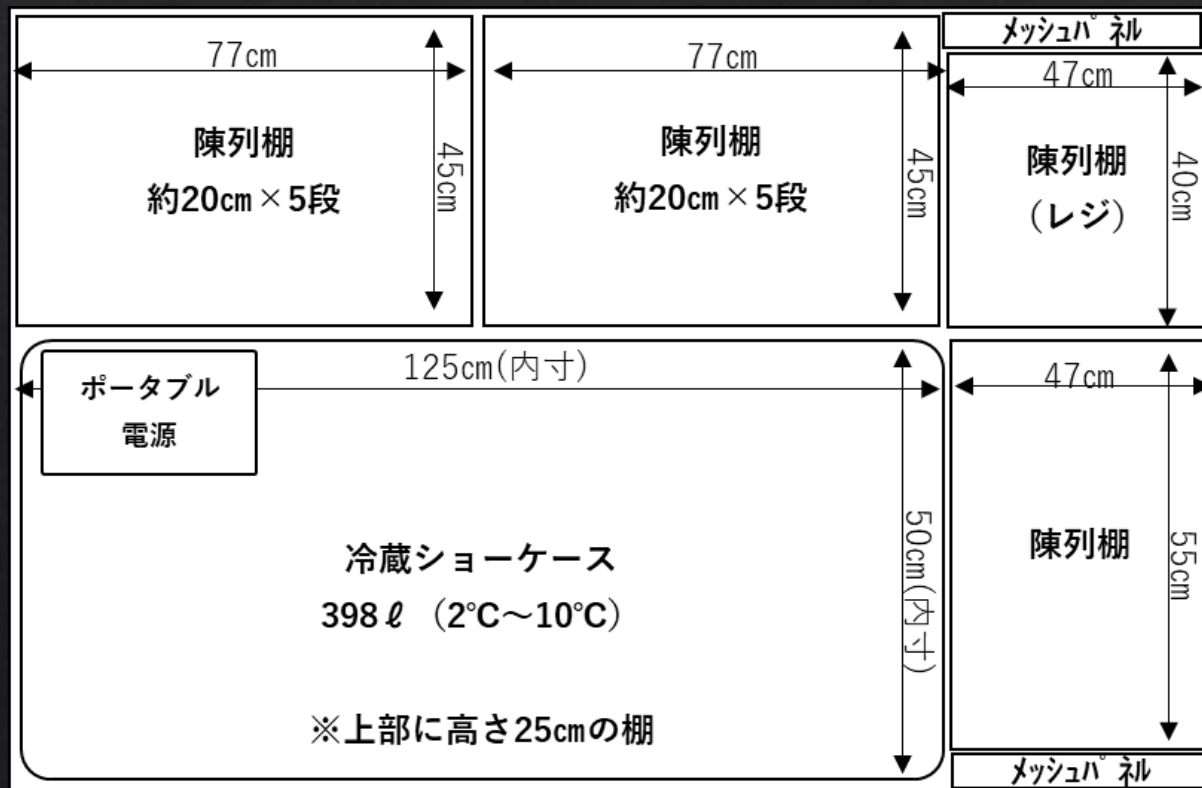 77cm
陳列棚
約20㎝×5段
45cm
77cm
陳列棚
約20㎝×5段
45cm
ﾒｯｼｭﾊﾟﾈﾙ
47cm
陳列棚
（レジ）
40cm
ポータブル
電源
125cm(内寸)
冷蔵ショーケース
398ℓ （2℃～10℃）
※上部に高さ25㎝の棚
50cm(内寸)
47cm
陳列棚
55cm
ﾒｯｼｭﾊﾟﾈﾙ